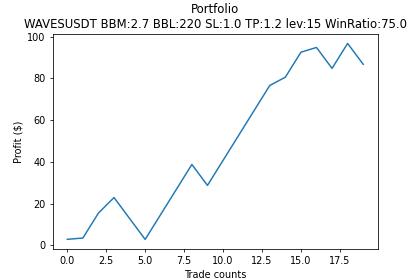 Portfolio
WAVESUSDT BBM:2.7 BBL:220 SL:1.0 TP:1.2 lev:15 WinRatio:75.0
100
80
60
40
20
0
Profit ($)
0.0 2.5 5.0 7.5 10.0 12.5 15.0 17.5
Trade counts